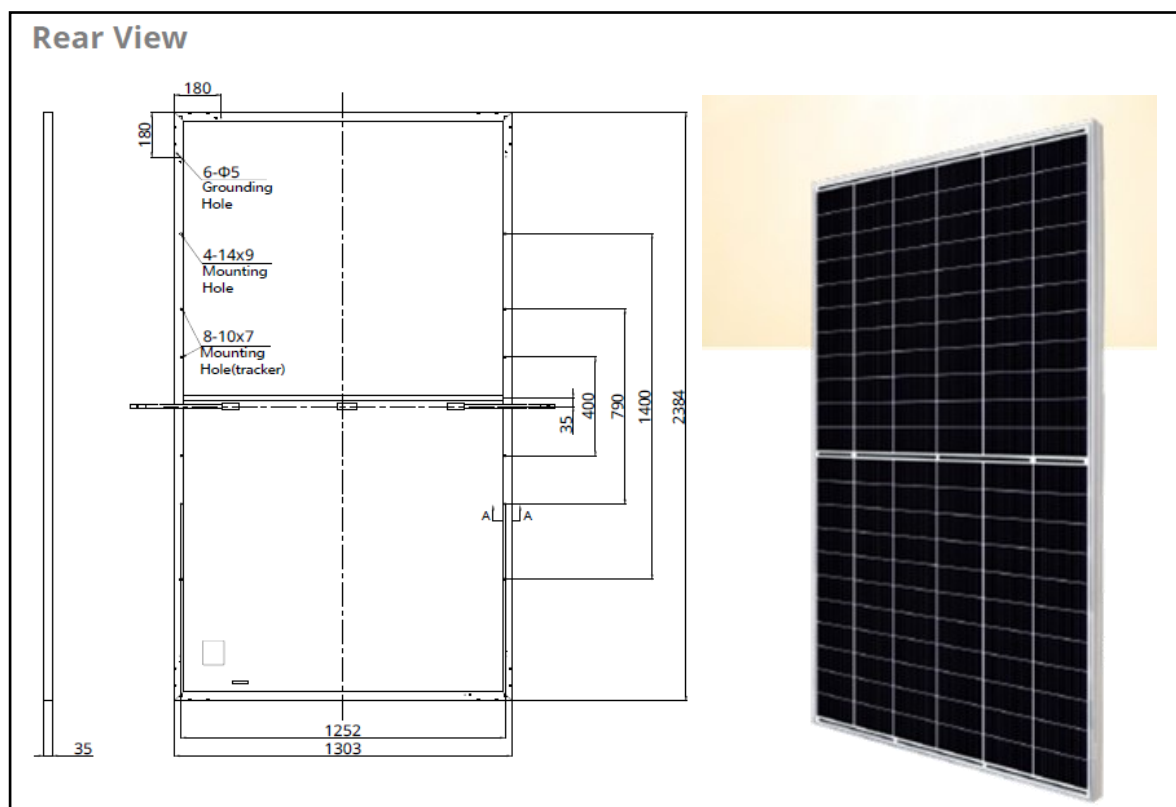 Rear View
180
180
6-Φ5
Grounding
Hole
4-14x9
Mounting
Hole
8-10x7
Mounting
Hole(tracker)
35
400
790
1400
2384
A
A
1252
1303
35